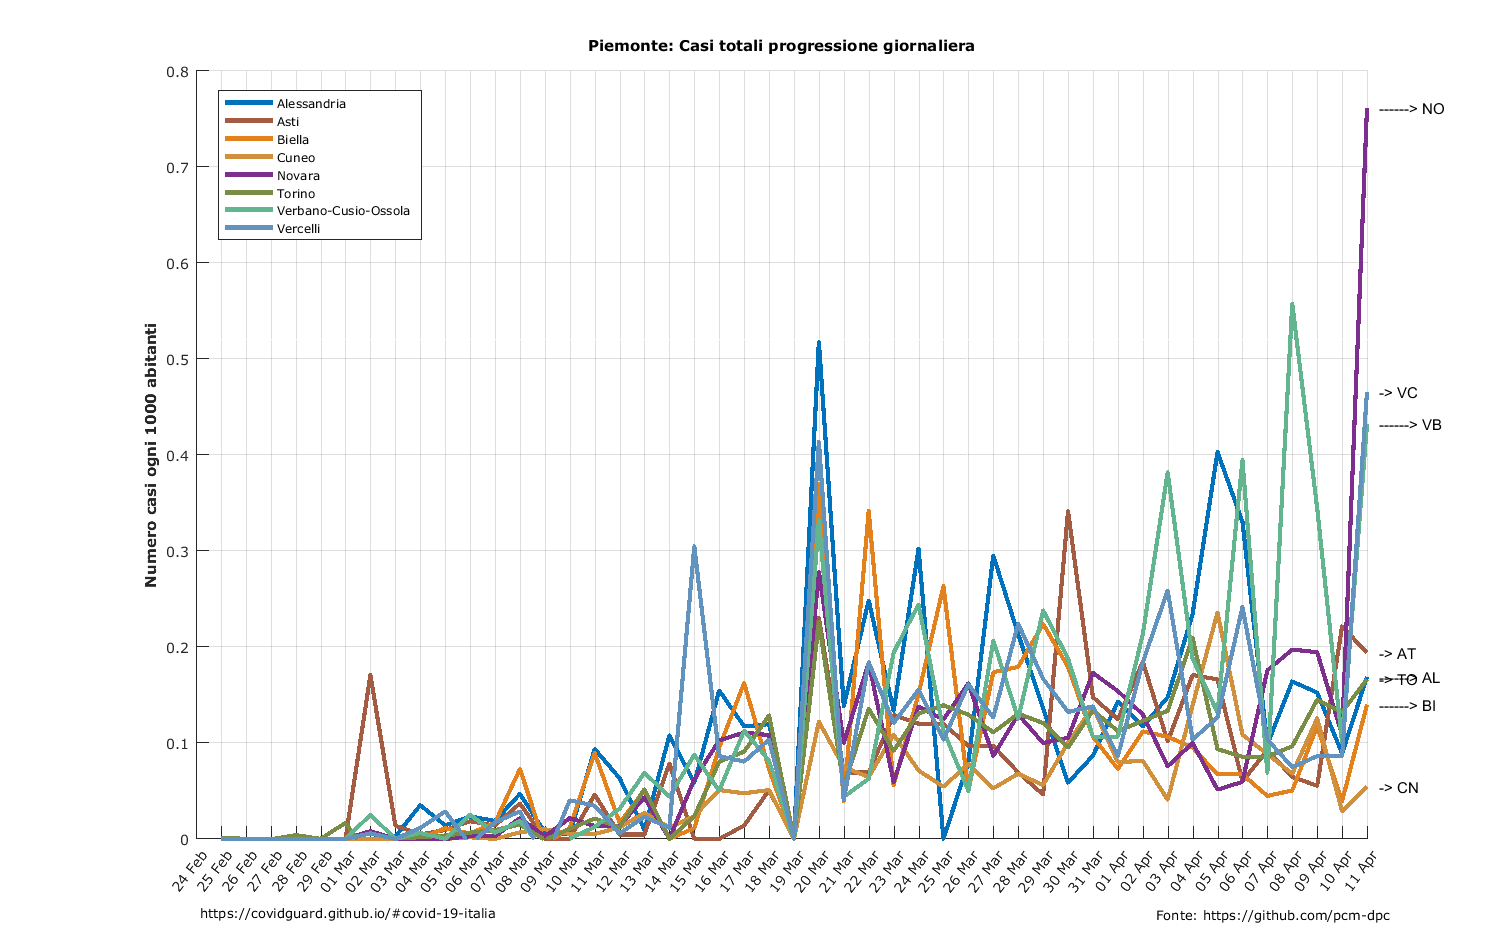 Piemonte: Casi totali progressione giornaliera
Numero casi ogni 1000 abitanti
0.8
0.7
0.6
0.5
0.4
0.3
0.2
0.1
0
Alessandria
Asti
Biella
Cuneo
Novara
Torino
Verbano-Cusio-Ossola
Vercelli
------> NO
-> VC
------> VB
-> AT
------> AL
-> TO
------> BI
-> CN
24 Feb
25 Feb
26 Feb
27 Feb
28 Feb
29 Feb
01 Mar
02 Mar
03 Mar
04 Mar
05 Mar
06 Mar
07 Mar
08 Mar
09 Mar
10 Mar
11 Mar
12 Mar
13 Mar
14 Mar
15 Mar
16 Mar
17 Mar
18 Mar
19 Mar
20 Mar
21 Mar
22 Mar
23 Mar
24 Mar
25 Mar
26 Mar
27 Mar
28 Mar
29 Mar
30 Mar
31 Mar
01 Apr
02 Apr
03 Apr
04 Apr
05 Apr
06 Apr
07 Apr
08 Apr
09 Apr
10 Apr
11 Apr
https://covidguard.github.io/#covid-19-italia
Fonte: https://github.com/pcm-dpc